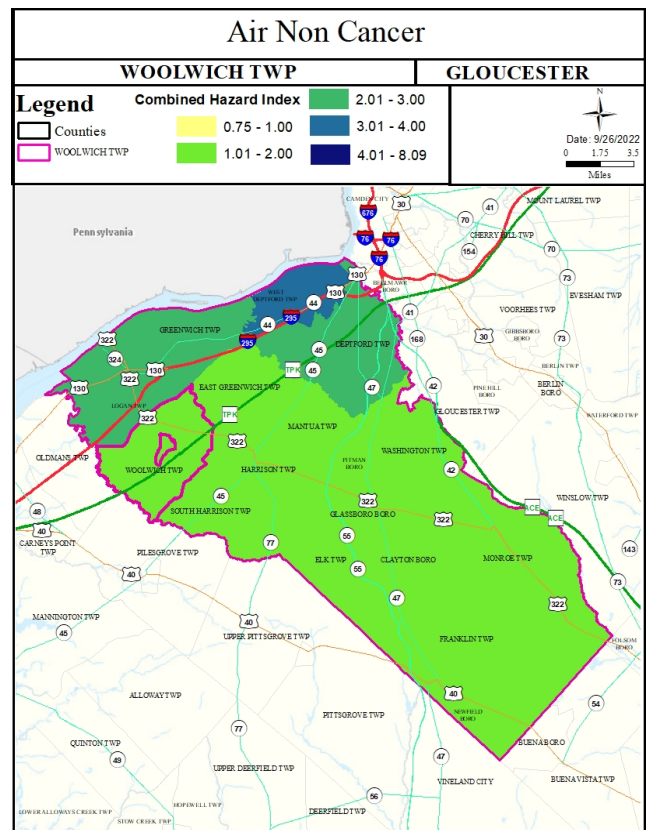 Air Non Cancer
WOOLWICH TWP
GLOUCESTER
Legend
Counties
WOOLWICH TWP
Combined Hazard Index
0.75 - 1.00
1.01 - 2.00
2.01 - 3.00
3.01 - 4.00
4.01 - 8.09
N
Date: 9/26/2022
0 1.75 3.5
Miles
CAMDEN CITY
30
MOUNT LAUREL TWP
41
676
70
Pennsylvania
76
76
CHERRY HILL TWP
154
70
76
130
BELLMAWR
BORO
73
WEST
DEPTFORD TWP
130
EVESHAM TWP
44
295
41
VOORHEES TWP
GREENWICH TWP
44
322
168
30
GIBBSBORO
BORO
73
295
45
DEPTFORD TWP
324
130
TPK
45
BERLIN TWP
322
EAST GREENWICH TWP
47
42
PINE HILL
BORO
BERLIN
BORO
130
LOGAN TWP
322
TPK
GLOUCESTER TWP
WATERFORD TWP
MANTUA TWP
322
WASHINGTON TWP
OLDMANS TWP
PITMAN
BORO
WOOLWICH TWP
HARRISON TWP
42
45
322
WINSLOW TWP
48
SOUTH HARRISON TWP
GLASSBORO BORO
322
ACE
ACE
40
CARNEYS POINT
TWP
55
77
143
PILESGROVE TWP
ELK TWP
CLAYTON BORO
MONROE TWP
40
55
73
47
322
MANNINGTON TWP
40
45
UPPER PITTSGROVE TWP
FRANKLIN TWP
FOLSOM
BORO
ALLOWAY TWP
40
54
PITTSGROVE TWP
NEWFIELD
BORO
77
QUINTON TWP
BUENA BORO
49
47
UPPER DEERFIELD TWP
BUENA VISTA TWP
VINELAND CITY
56
HOPEWELL TWP
LOWER ALLOWAYS CREEK TWP
DEERFIELD TWP
STOW CREEK TWP